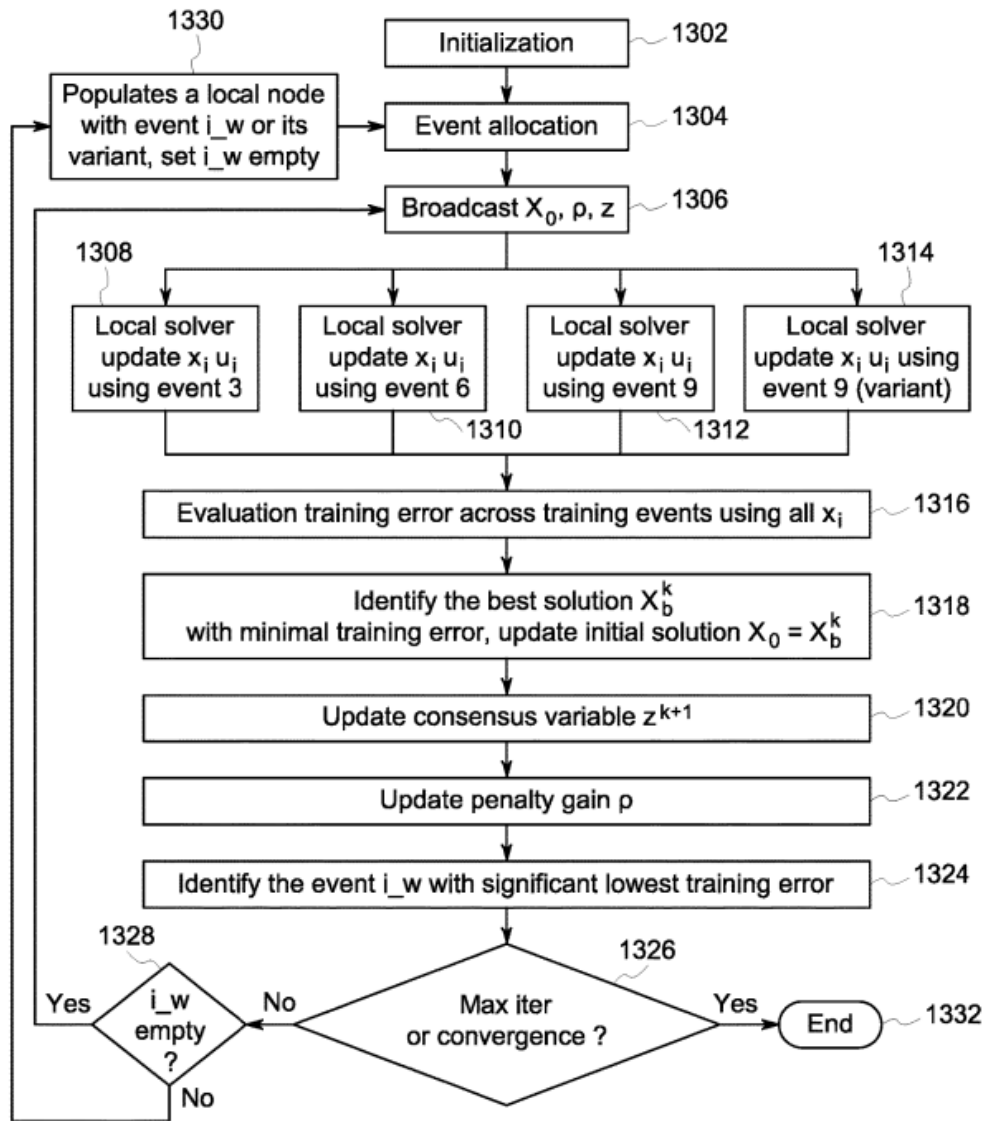 1330
Populates a local node
with event i_w or its
variant, set i_w empty
Initialization
1302
Event allocation
1304
Broadcast X₀, ρ, z
1306
1308
Local solver
update xᵢ uᵢ
using event 3
Local solver
update xᵢ uᵢ
using event 6
1310
Local solver
update xᵢ uᵢ
using event 9
1312
1314
Local solver
update xᵢ uᵢ using
event 9 (variant)
Evaluation training error across training events using all xᵢ
1316
Identify the best solution X_b^k
with minimal training error, update initial solution X₀ = X_b^k
1318
Update consensus variable z^{k+1}
1320
Update penalty gain ρ
1322
Identify the event i_w with significant lowest training error
1324
1326
Max iter
or convergence ?
Yes
End
1332
No
1328
i_w
empty
?
Yes
No